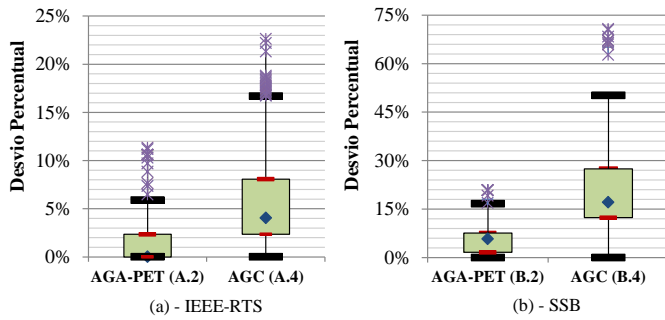 Desvio Percentual
25%
20%
15%
10%
5%
0%
AGA-PET (A.2)
AGC (A.4)
(a) - IEEE-RTS
Desvio Percentual
75%
60%
45%
30%
15%
0%
AGA-PET (B.2)
AGC (B.4)
(b) - SSB